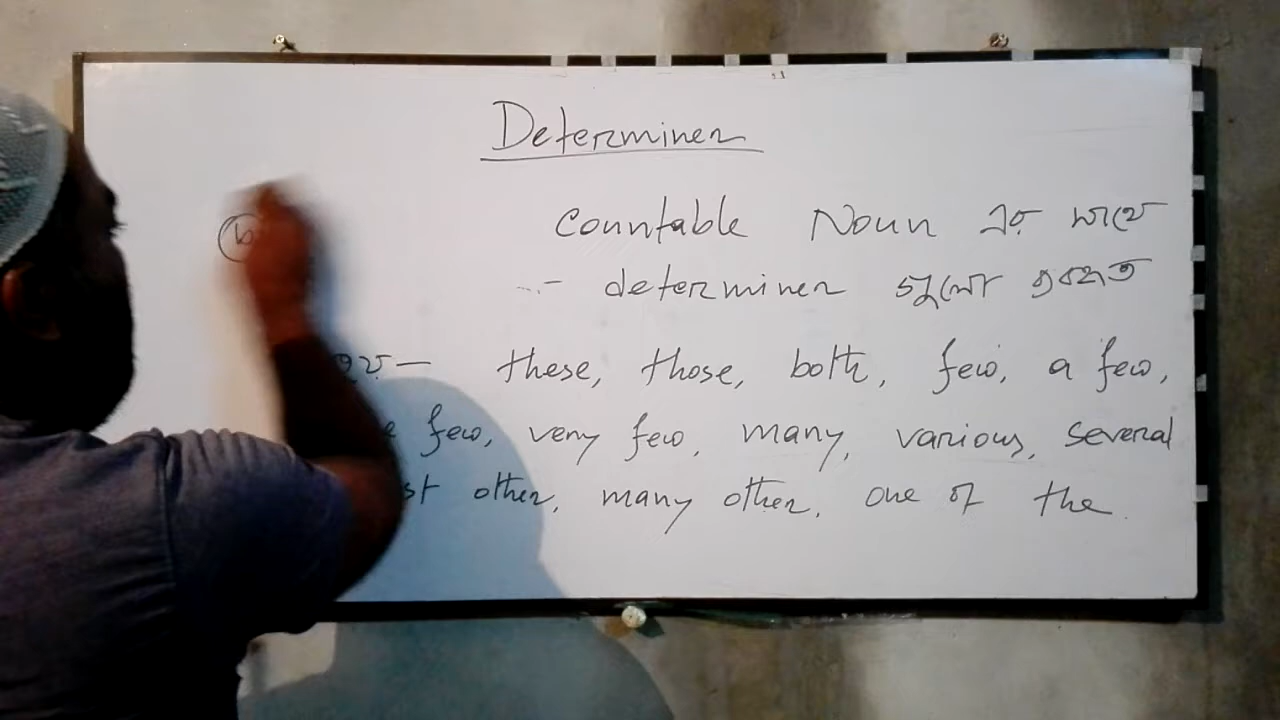 Determiner
b Countable Noun এর আগে
determiner গুলো
হয় — these, those, both, few, a few,
few, very few, many, various, several
other, many other, one of the